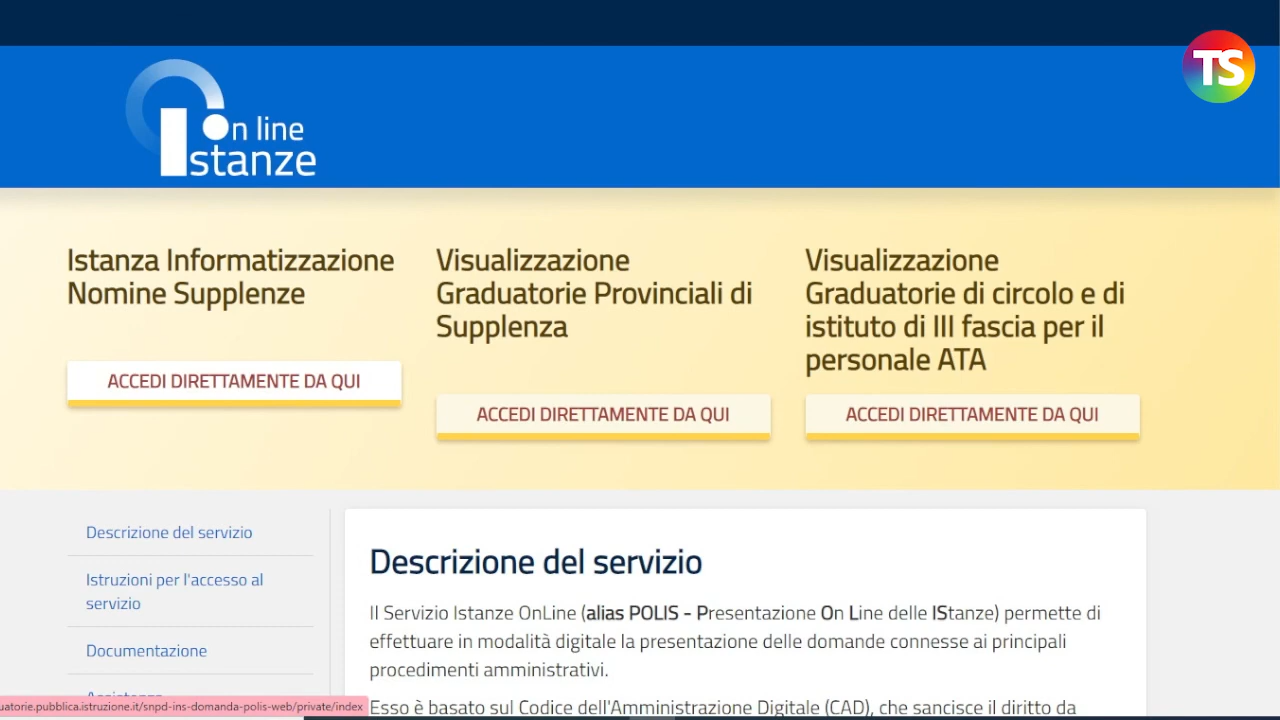 TS
On line
Istanze
Istanza Informatizzazione
Nomine Supplenze
ACCEDI DIRETTAMENTE DA QUI
Visualizzazione
Graduatorie Provinciali di
Supplenza
ACCEDI DIRETTAMENTE DA QUI
Visualizzazione
Graduatorie di circolo e di
istituto di III fascia per il
personale ATA
ACCEDI DIRETTAMENTE DA QUI
Descrizione del servizio
Istruzioni per l'accesso al
servizio
Documentazione
Assistenza
Descrizione del servizio
Il Servizio Istanze OnLine (alias POLIS - Presentazione On Line delle IStanze) permette di
effettuare in modalità digitale la presentazione delle domande connesse ai principali
procedimenti amministrativi.
Esso è basato sul Codice dell'Amministrazione Digitale (CAD), che sancisce il diritto da
uatorie.pubblica.istruzione.it/snpd-ins-domanda-polis-web/private/index